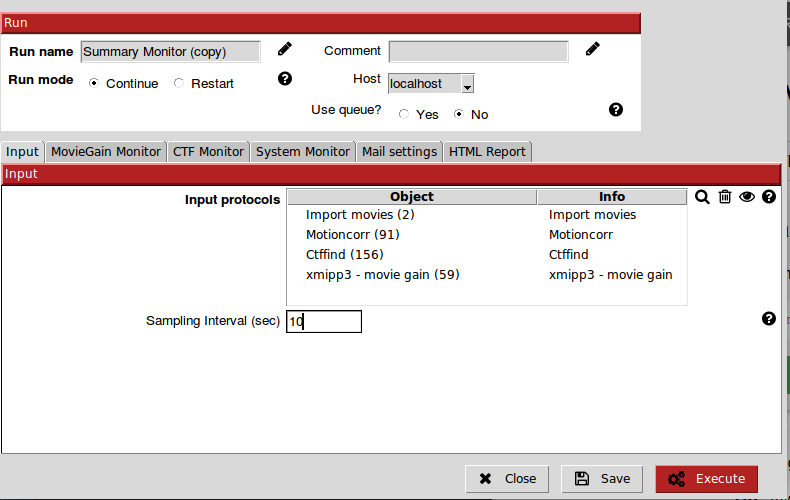 Run
Run name Summary Monitor (copy) Comment
Run mode Continue Restart Host localhost
Use queue? Yes No
Input MovieGain Monitor CTF Monitor System Monitor Mail settings HTML Report
Input
Input protocols Object Info
Import movies (2) Import movies
Motioncorr (91) Motioncorr
Ctffind (156) Ctffind
xmipp3 - movie gain (59) xmipp3 - movie gain
Sampling Interval (sec) 10
Close Save Execute